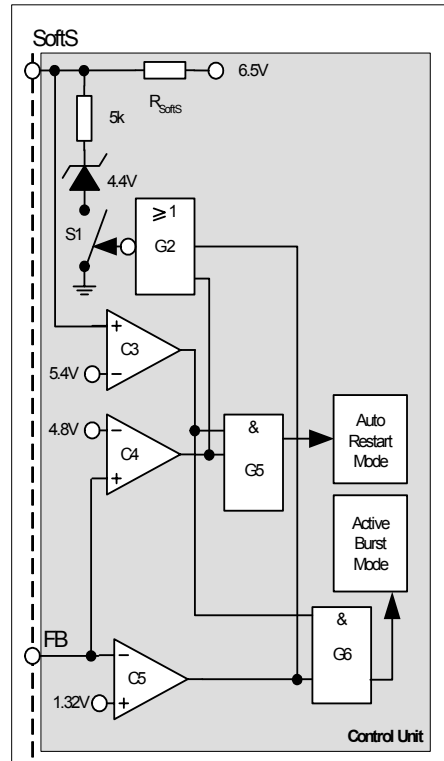 SoftS
6.5V
R SoftS
5k
4.4V
S1
≥1
G2
+
C3
5.4V
−
4.8V
−
C4
+
&
G5
Auto
Restart
Mode
Active
Burst
Mode
FB
−
C5
1.32V
+
&
G6
Control Unit